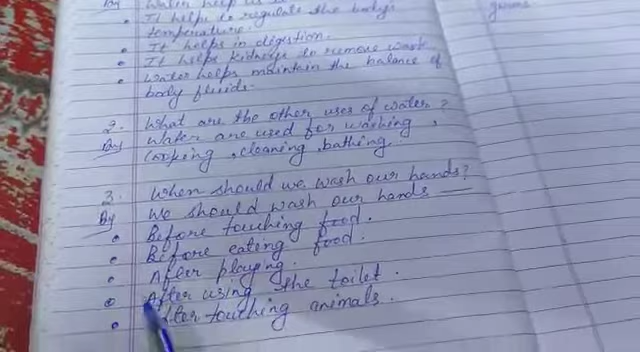 Water help us
• It helps to regulate the body's
temperature.
• It helps in digestion.
• It helps kidneys to remove waste.
• Water helps maintain the balance of
body fluids.
2. What are the other uses of water?
Water are used for washing,
cooking, cleaning, bathing.
3. When should we wash our hands?
We should wash our hands —
• Before touching food.
• Before eating food.
• After playing.
• After using the toilet.
• After touching animals.